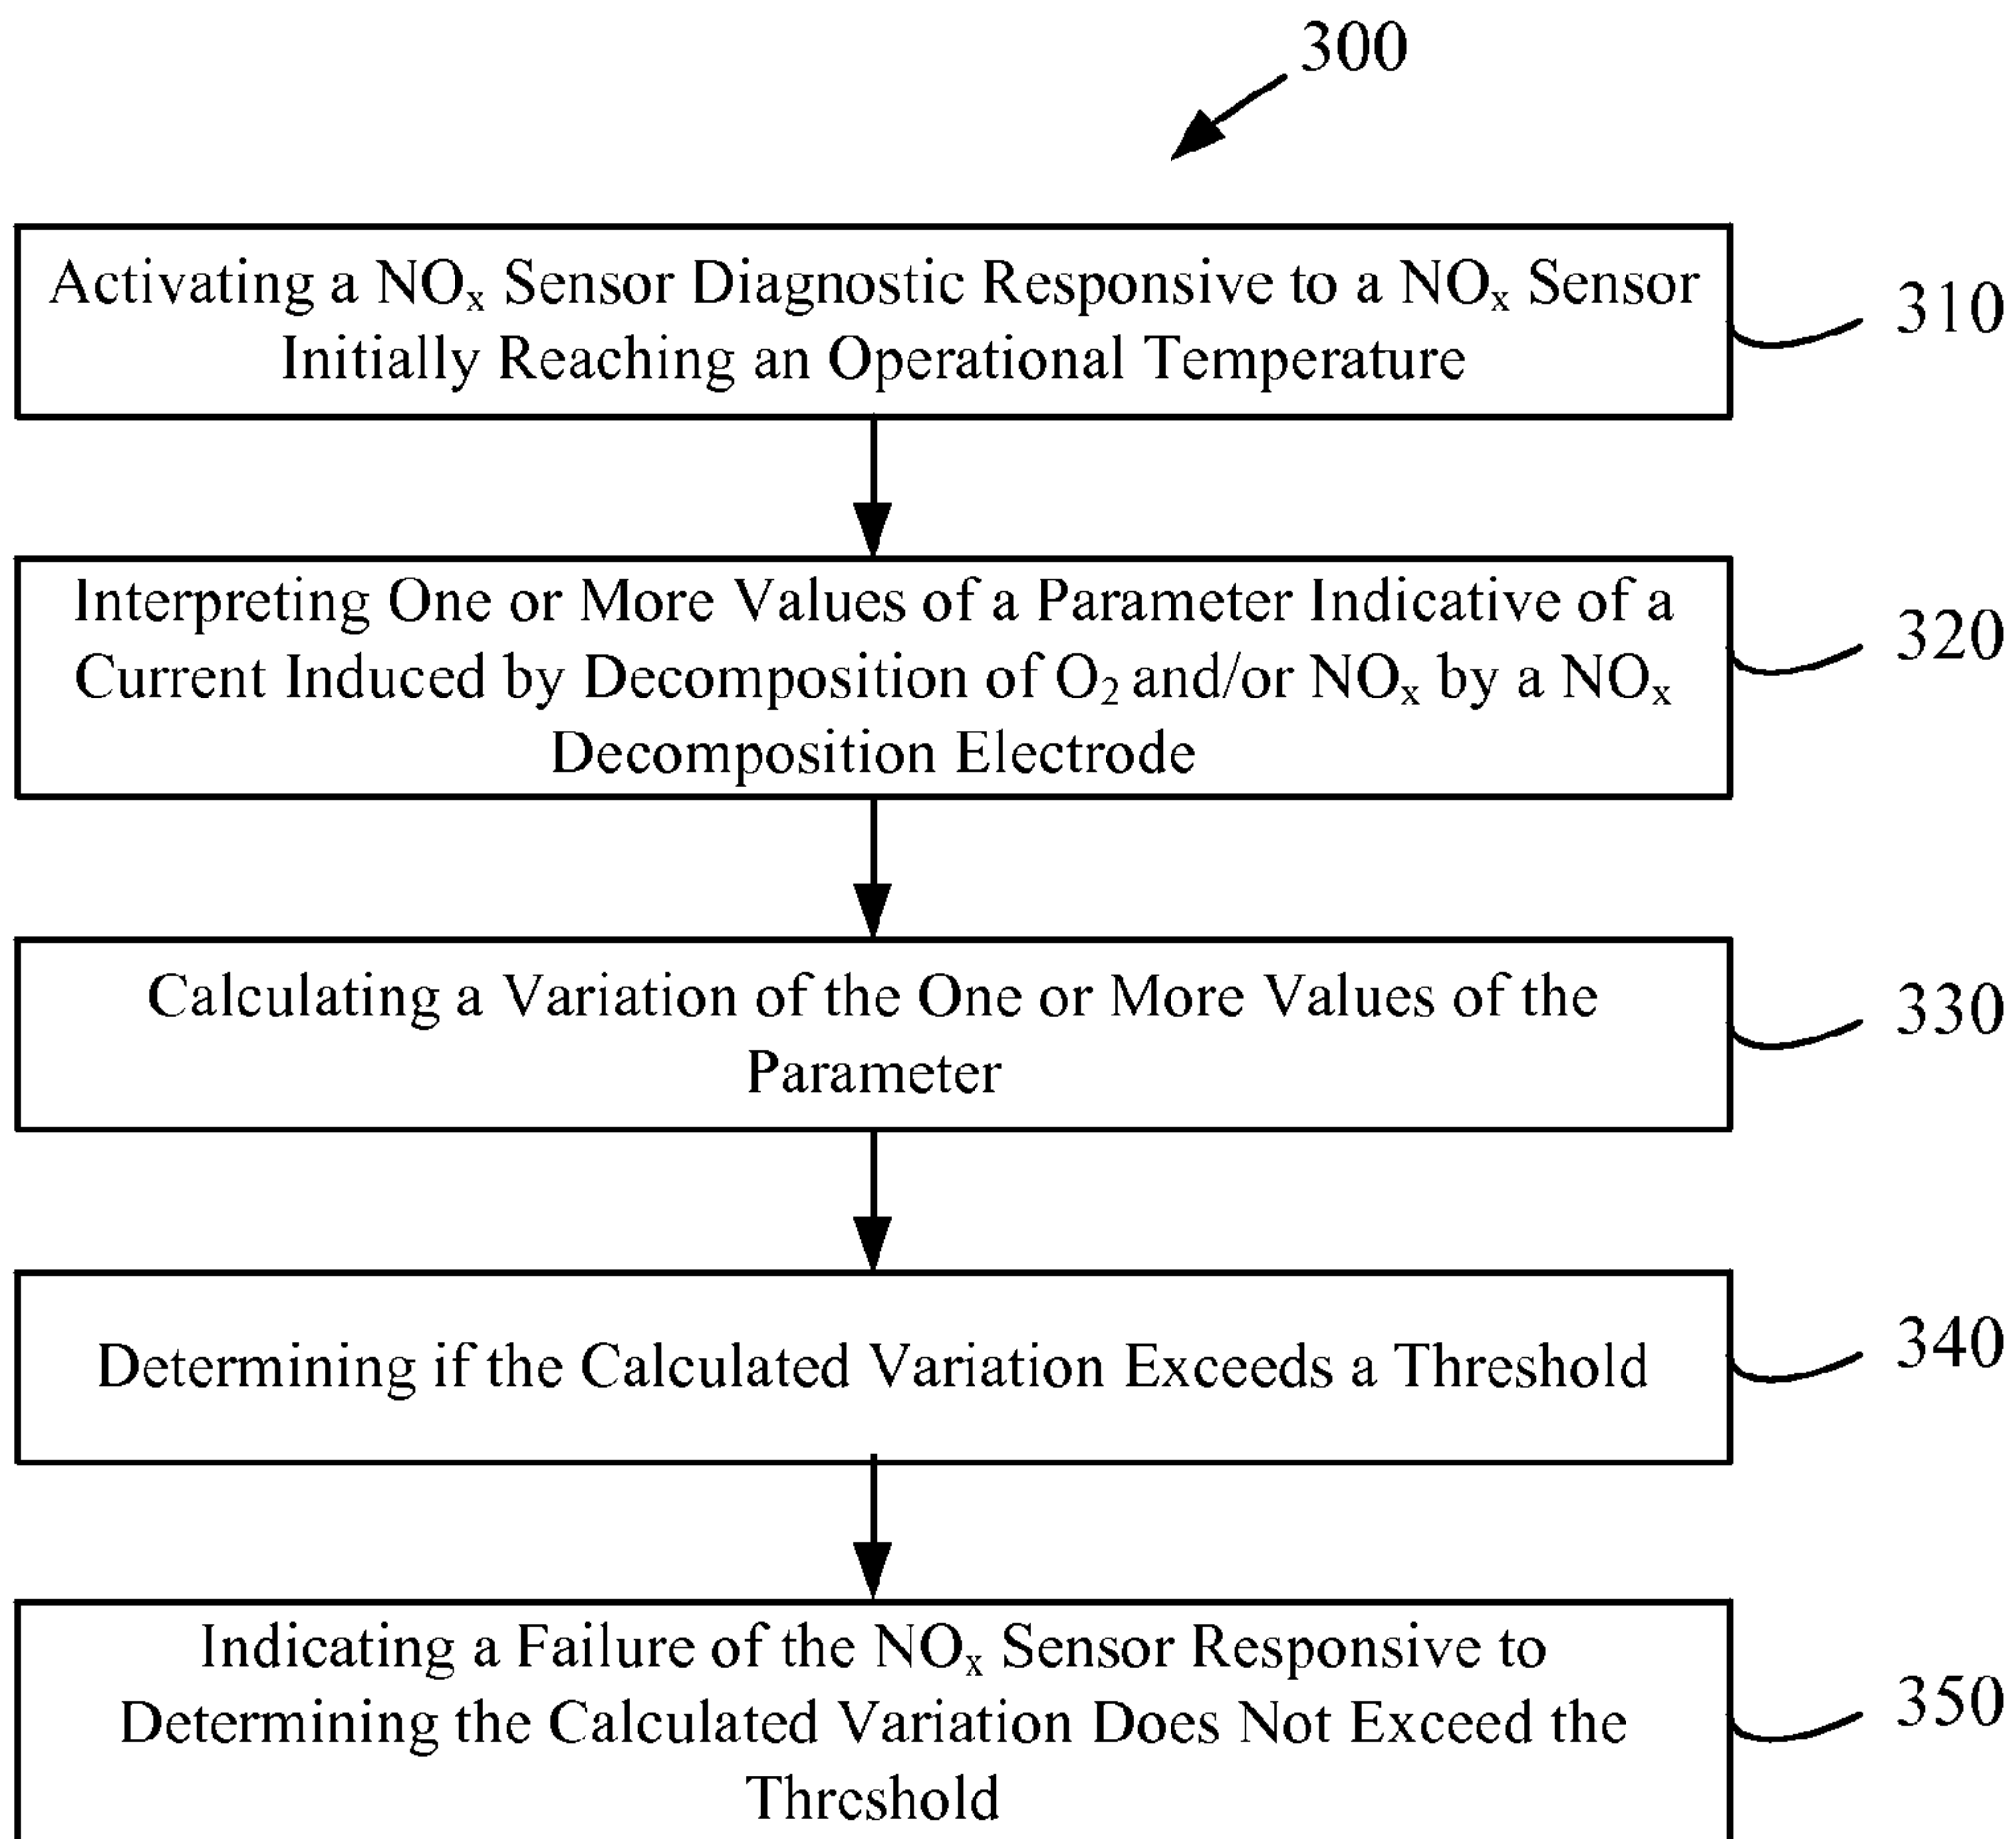 300
Activating a NOₓ Sensor Diagnostic Responsive to a NOₓ Sensor
Initially Reaching an Operational Temperature
310
Interpreting One or More Values of a Parameter Indicative of a
Current Induced by Decomposition of O₂ and/or NOₓ by a NOₓ
Decomposition Electrode
320
Calculating a Variation of the One or More Values of the
Parameter
330
Determining if the Calculated Variation Exceeds a Threshold
340
Indicating a Failure of the NOₓ Sensor Responsive to
Determining the Calculated Variation Does Not Exceed the
Threshold
350